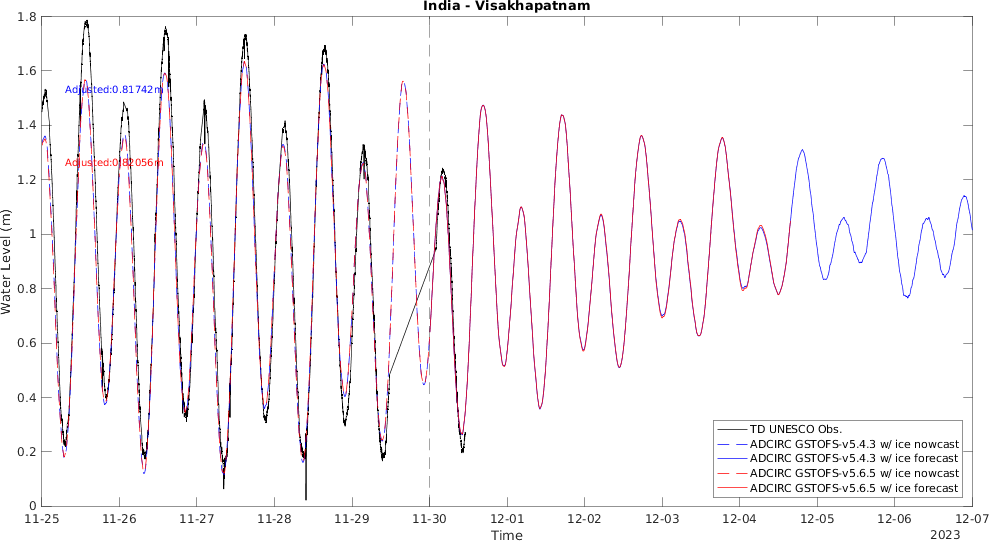 India - Visakhapatnam
1.8
1.6
1.4
1.2
1
0.8
0.6
0.4
0.2
0
Water Level (m)
Adjusted:0.81742m
Adjusted:0.82056m
TD UNESCO Obs.
ADCIRC GSTOFS-v5.4.3 w/ ice nowcast
ADCIRC GSTOFS-v5.4.3 w/ ice forecast
ADCIRC GSTOFS-v5.6.5 w/ ice nowcast
ADCIRC GSTOFS-v5.6.5 w/ ice forecast
11-25 11-26 11-27 11-28 11-29 11-30 12-01 12-02 12-03 12-04 12-05 12-06 12-07
Time
2023